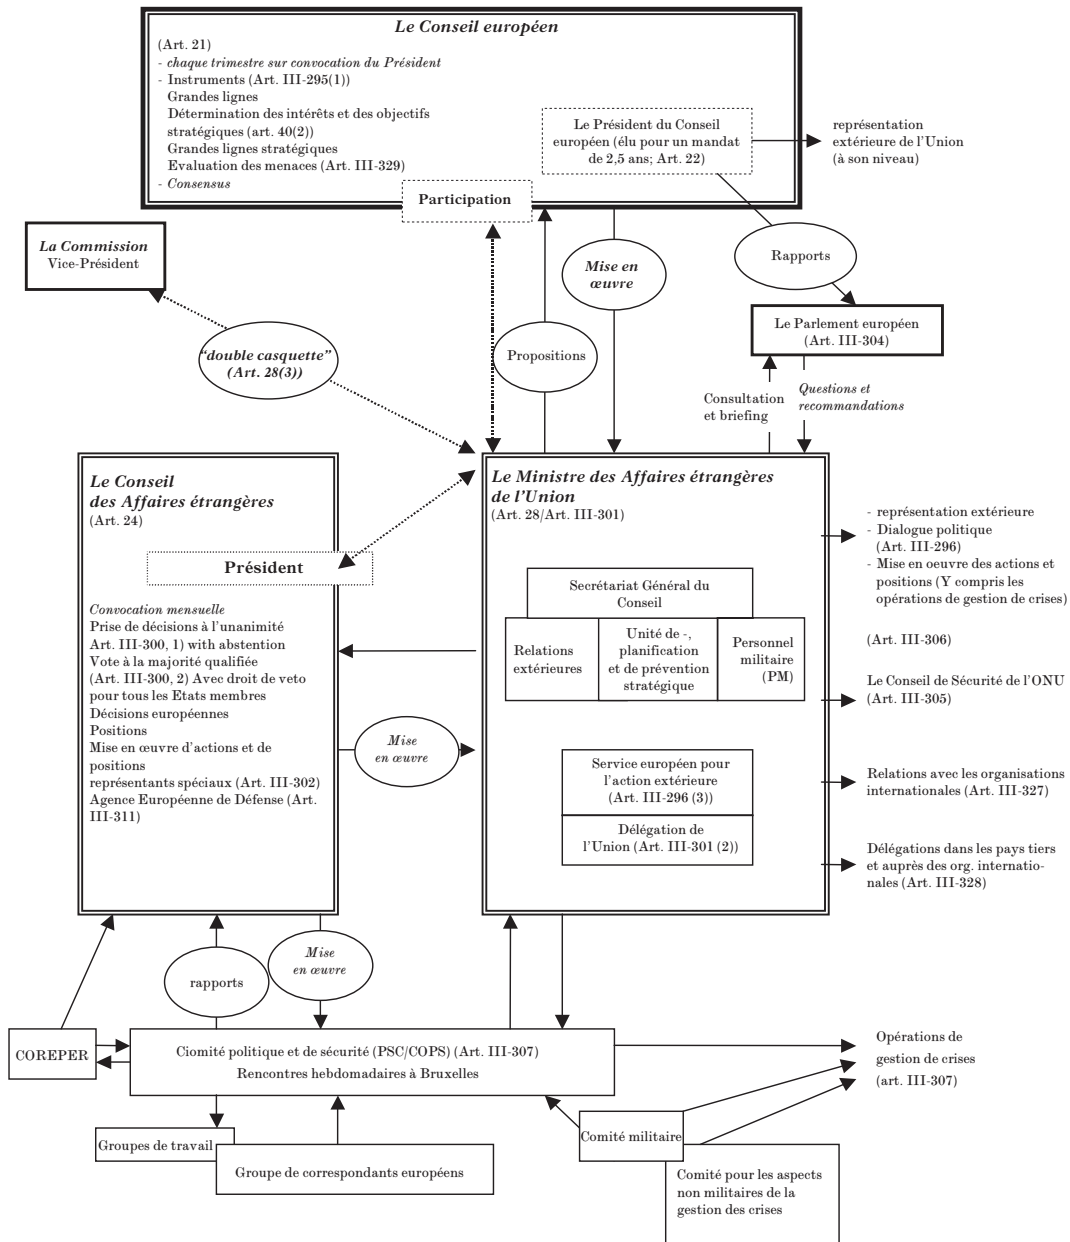 Le Conseil européen
(Art. 21)
- chaque trimestre sur convocation du Président
- Instruments (Art. III-295(1))
Grandes lignes
Détermination des intérêts et des objectifs
stratégiques (art. 40(2))
Grandes lignes stratégiques
Evaluation des menaces (Art. III-329)
- Consensus
Le Président du Conseil
européen (élu pour un mandat
de 2,5 ans; Art. 22)
représentation
extérieure de l'Union
(à son niveau)
Participation
La Commission
Vice-Président
Mise en
œuvre
Rapports
Le Parlement européen
(Art. III-304)
"double casquette"
(Art. 28(3))
Propositions
Consultation
et briefing
Questions et
recommandations
Le Conseil
des Affaires étrangères
(Art. 24)
Président
Convocation mensuelle
Prise de décisions à l'unanimité
Art. III-300, 1) with abstention
Vote à la majorité qualifiée
(Art. III-300, 2) Avec droit de veto
pour tous les Etats membres
Décisions européennes
Positions
Mise en œuvre d'actions et de
positions
représentants spéciaux (Art. III-302)
Agence Européenne de Défense (Art.
III-311)
Mise
en œuvre
Le Ministre des Affaires étrangères
de l'Union
(Art. 28/Art. III-301)
Secrétariat Général du
Conseil
Relations
extérieures
Unité de -,
planification
et de prévention
stratégique
Personnel
militaire
(PM)
Service européen pour
l'action extérieure
(Art. III-296 (3))
Délégation de
l'Union (Art. III-301 (2))
- représentation extérieure
- Dialogue politique
(Art. III-296)
- Mise en oeuvre des actions et
positions (Y compris les
opérations de gestion de crises)
(Art. III-306)
Le Conseil de Sécurité de l'ONU
(Art. III-305)
Relations avec les organisations
internationales (Art. III-327)
Délégations dans les pays tiers
et auprès des org. internatio-
nales (Art. III-328)
rapports
Mise
en œuvre
COREPER
Ciomité politique et de sécurité (PSC/COPS) (Art. III-307)
Rencontres hebdomadaires à Bruxelles
Opérations de
gestion de crises
(art. III-307)
Groupes de travail
Groupe de correspondants européens
Comité militaire
Comité pour les aspects
non militaires de la
gestion des crises